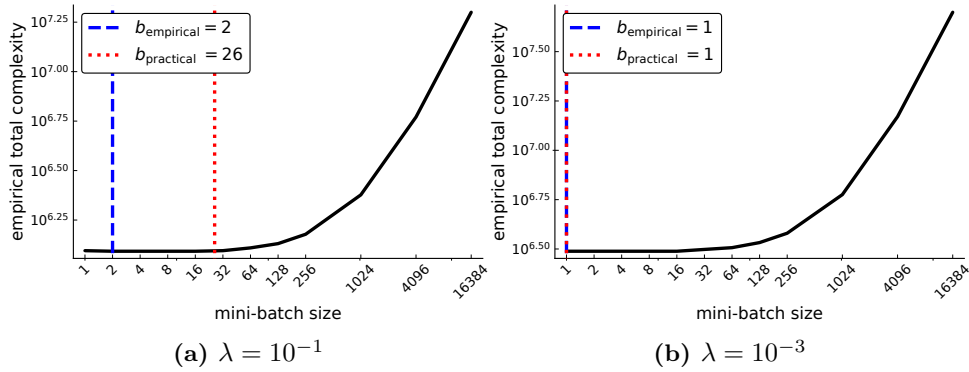 empirical total complexity
10^7.25
10^7.00
10^6.75
10^6.50
10^6.25
b_empirical = 2
b_practical = 26
1 2 4 8 16 32 64 128 256 1024 4096 16384
mini-batch size
(a) λ = 10^−1
empirical total complexity
10^7.50
10^7.25
10^7.00
10^6.75
10^6.50
b_empirical = 1
b_practical = 1
1 2 4 8 16 32 64 128 256 1024 4096 16384
mini-batch size
(b) λ = 10^−3